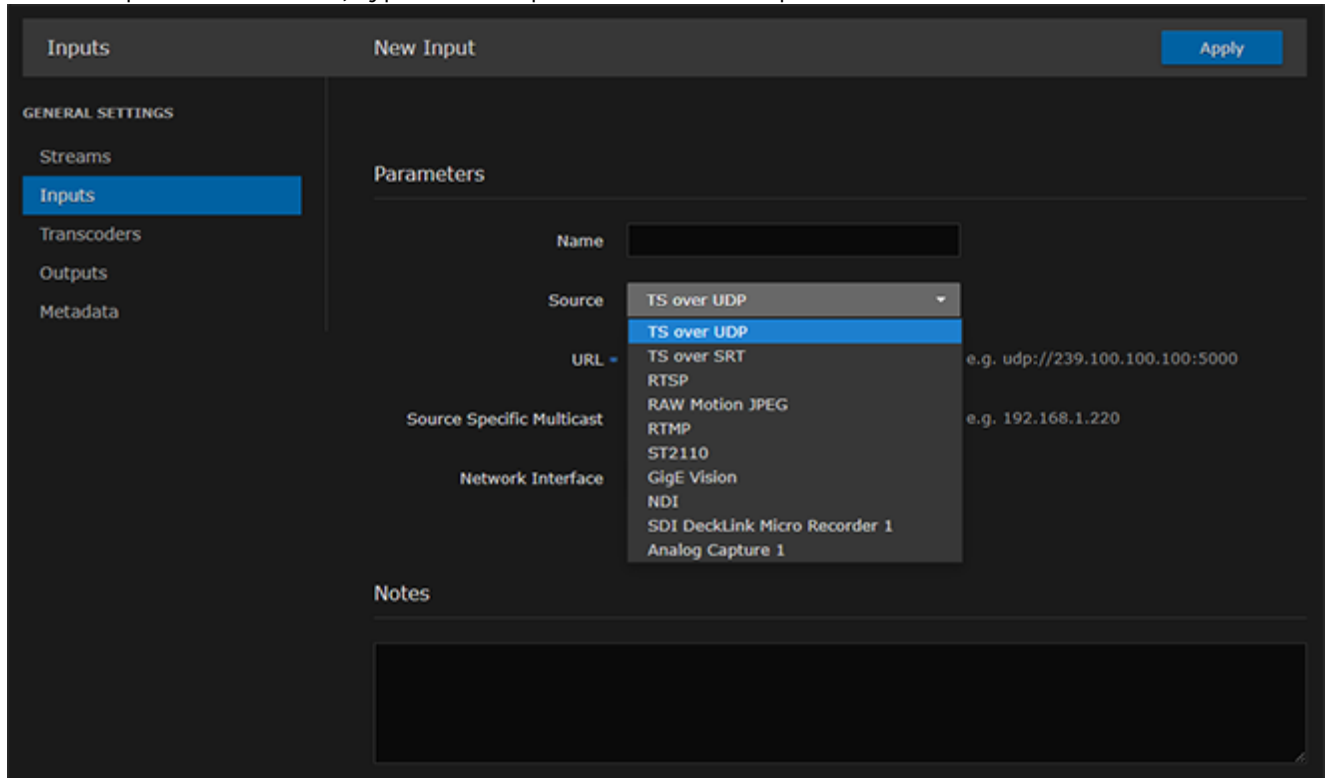 Inputs
New Input
Apply
GENERAL SETTINGS
Streams
Inputs
Transcoders
Outputs
Metadata
Parameters
Name
Source
TS over UDP
TS over UDP
TS over SRT
RTSP
RAW Motion JPEG
RTMP
ST2110
GigE Vision
NDI
SDI DeckLink Micro Recorder 1
Analog Capture 1
URL
e.g. udp://239.100.100.100:5000
Source Specific Multicast
e.g. 192.168.1.220
Network Interface
Notes